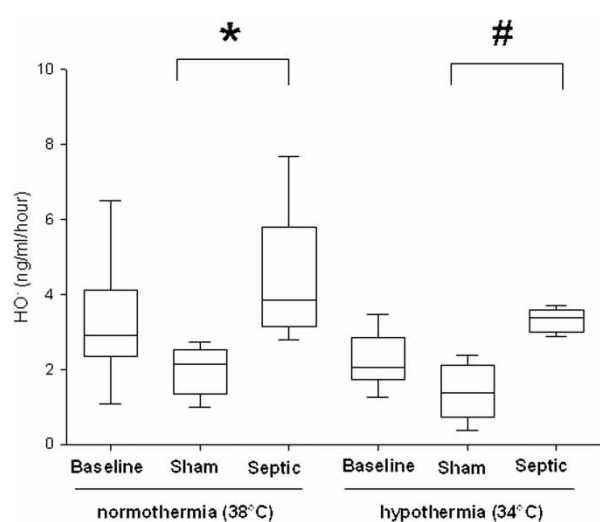 * #
10
8
6
4
2
0
HO· (ng/ml/hour)
Baseline Sham Septic Baseline Sham Septic
normothermia (38°C) hypothermia (34°C)